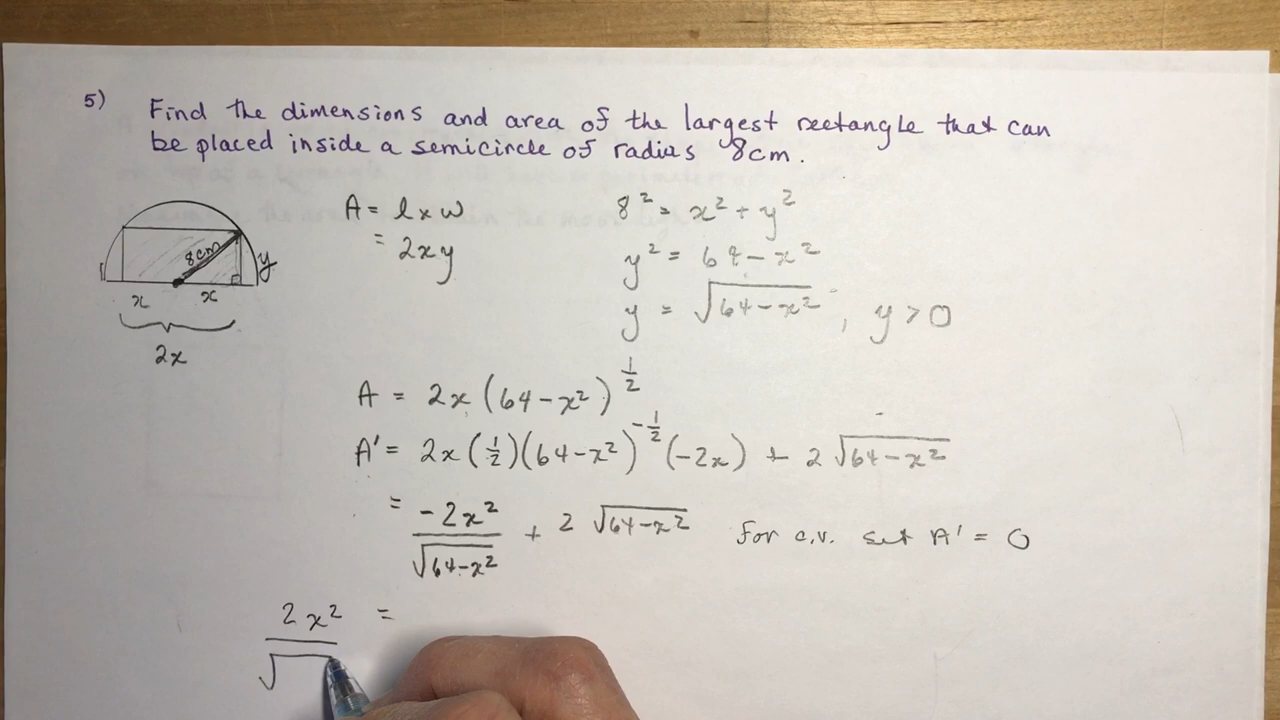 5) Find the dimensions and area of the largest rectangle that can
be placed inside a semicircle of radius 8cm.
A = l x w
= 2xy
8² = x² + y²
y² = 64 - x²
y = √(64-x²) , y > 0
8cm
y
x x
2x
A = 2x(64-x²)^(1/2)
A' = 2x(1/2)(64-x²)^(-1/2)(-2x) + 2√(64-x²)
= -2x²/√(64-x²) + 2√(64-x²) For c.v. set A' = 0
2x²/√ =